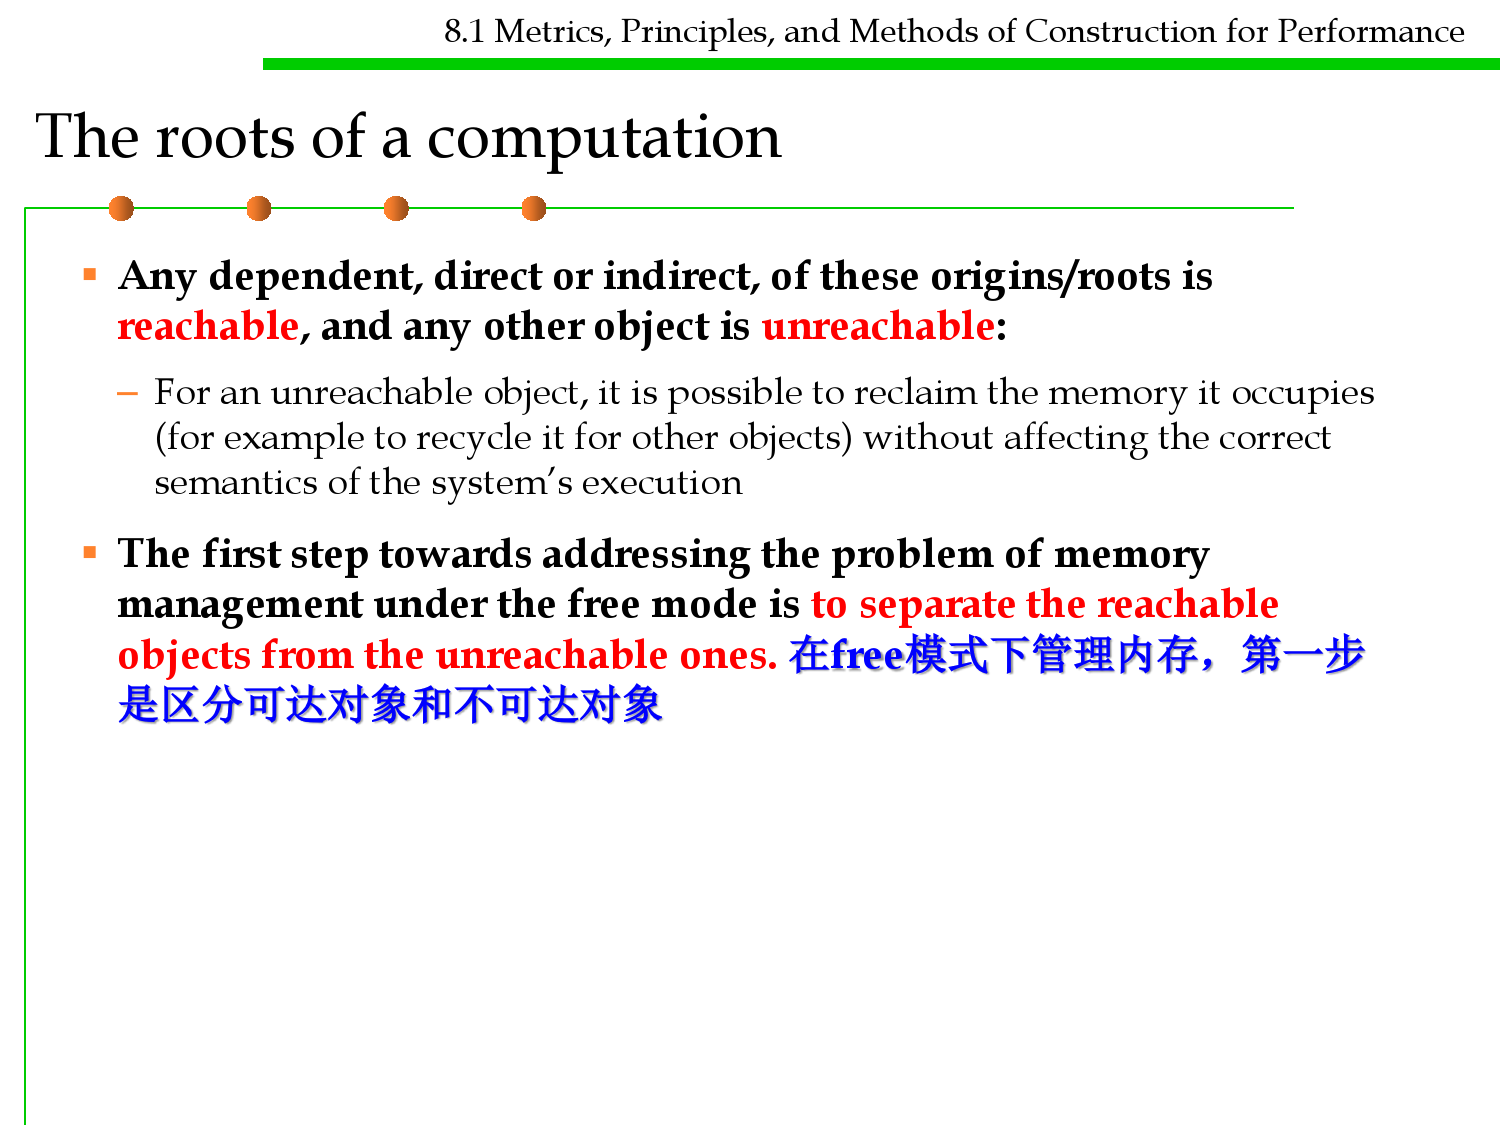 8.1 Metrics, Principles, and Methods of Construction for Performance
The roots of a computation
▪ Any dependent, direct or indirect, of these origins/roots is
reachable, and any other object is unreachable:
– For an unreachable object, it is possible to reclaim the memory it occupies
(for example to recycle it for other objects) without affecting the correct
semantics of the system’s execution
▪ The first step towards addressing the problem of memory
management under the free mode is to separate the reachable
objects from the unreachable ones. 在free模式下管理内存，第一步
是区分可达对象和不可达对象